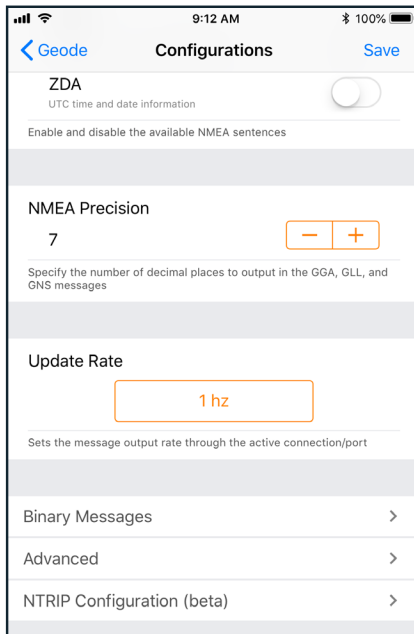 9:12 AM 100%
Geode Configurations Save
ZDA
UTC time and date information
Enable and disable the available NMEA sentences
NMEA Precision
7
Specify the number of decimal places to output in the GGA, GLL, and
GNS messages
Update Rate
1 hz
Sets the message output rate through the active connection/port
Binary Messages
Advanced
NTRIP Configuration (beta)